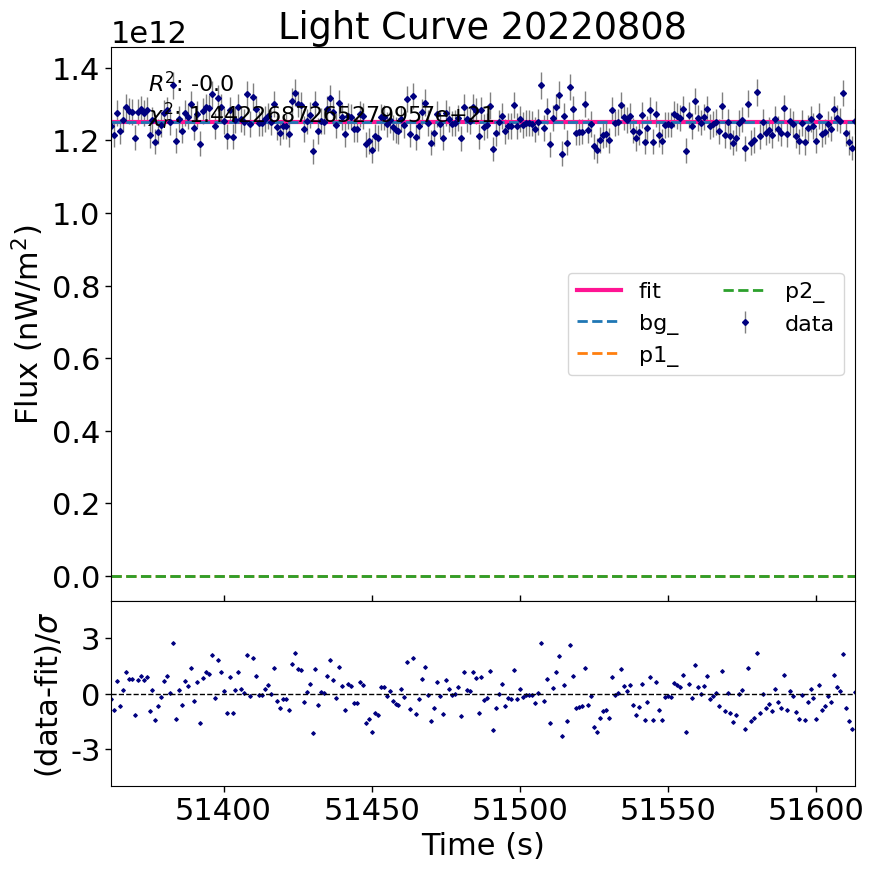 Light Curve 20220808
1e12
R²: -0.0
1.4
1.2
1.0
0.8
0.6
0.4
0.2
0.0
Flux (nW/m²)
fit
bg_
p1_
p2_
data
3
0
-3
(data-fit)/σ
51400 51450 51500 51550 51600
Time (s)